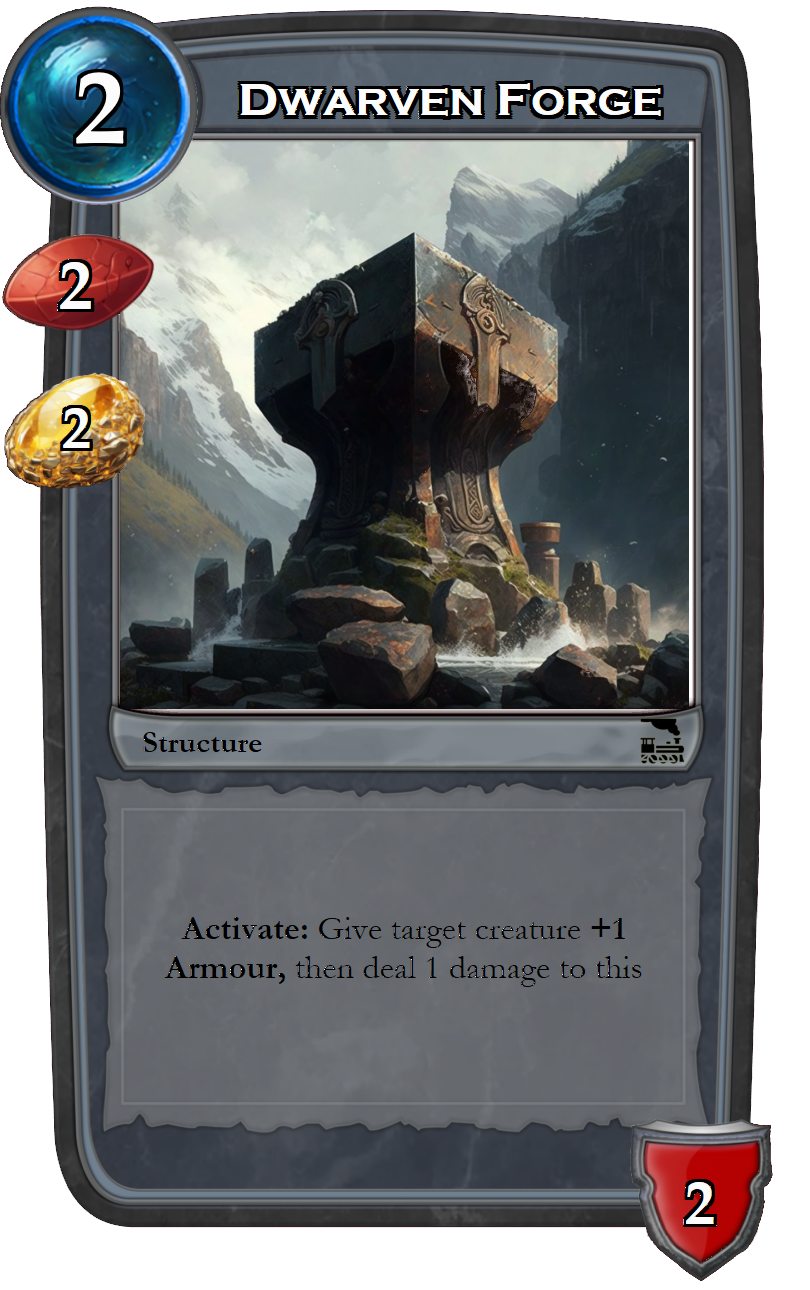 2
Dwarven Forge
2
2
Structure
Activate: Give target creature +1
Armour, then deal 1 damage to this
2